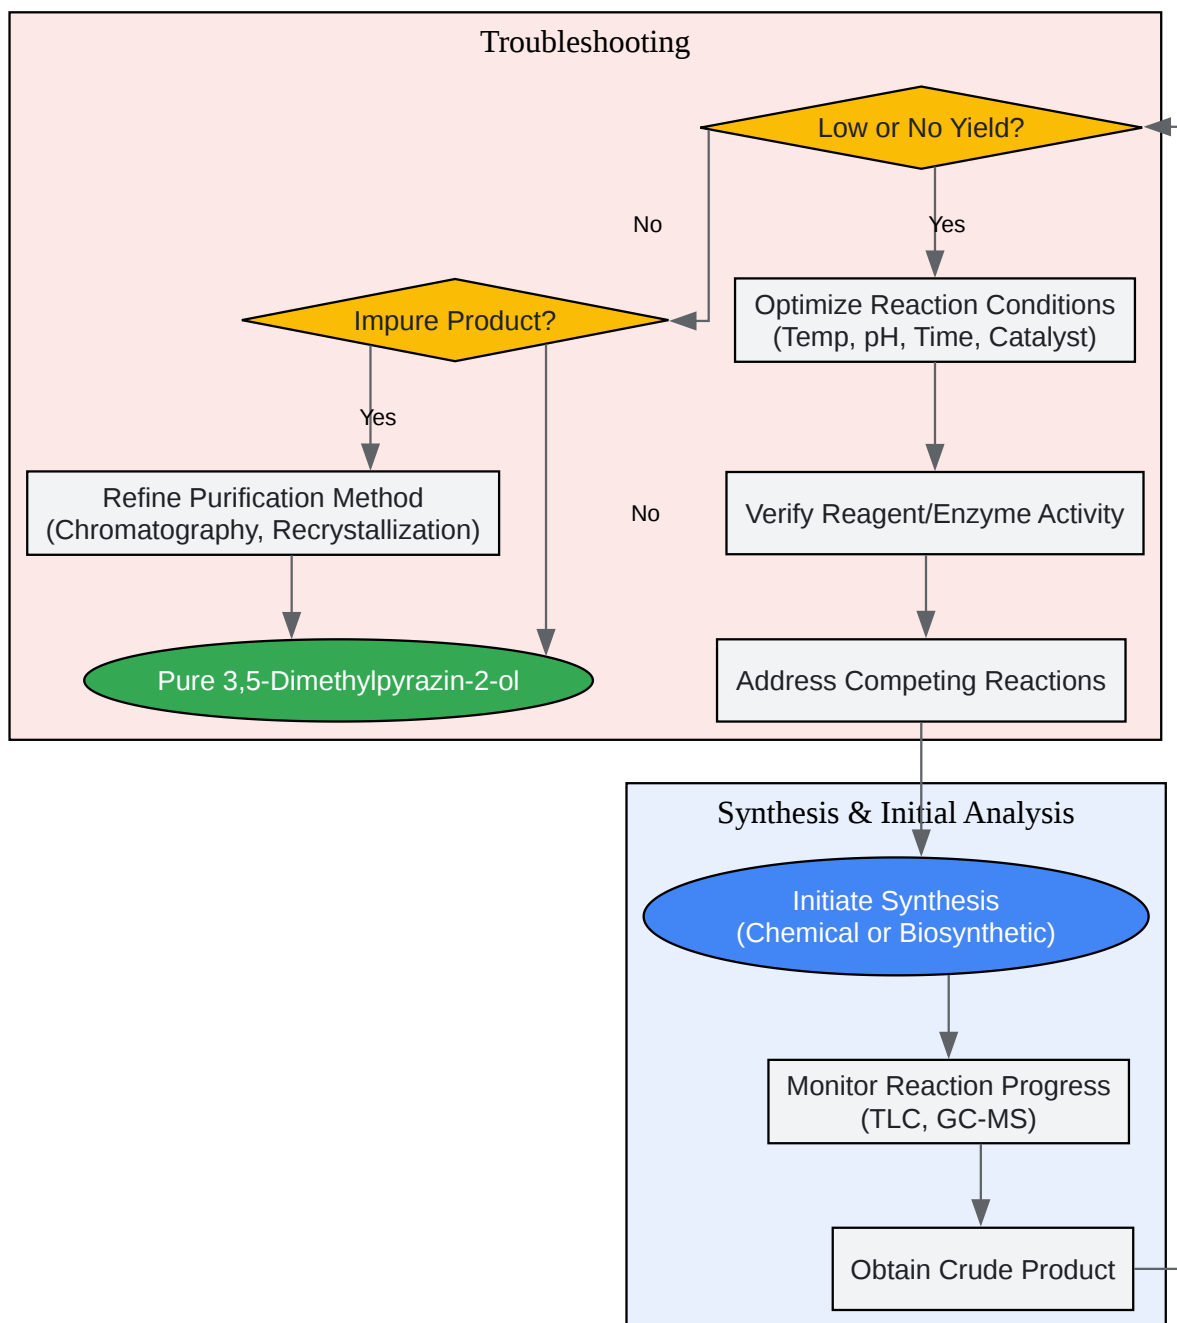 Troubleshooting
Low or No Yield?
No
Yes
Optimize Reaction Conditions
(Temp, pH, Time, Catalyst)
Impure Product?
Yes
Refine Purification Method
(Chromatography, Recrystallization)
No
Verify Reagent/Enzyme Activity
Pure 3,5-Dimethylpyrazin-2-ol
Address Competing Reactions
Synthesis & Initial Analysis
Initiate Synthesis
(Chemical or Biosynthetic)
Monitor Reaction Progress
(TLC, GC-MS)
Obtain Crude Product